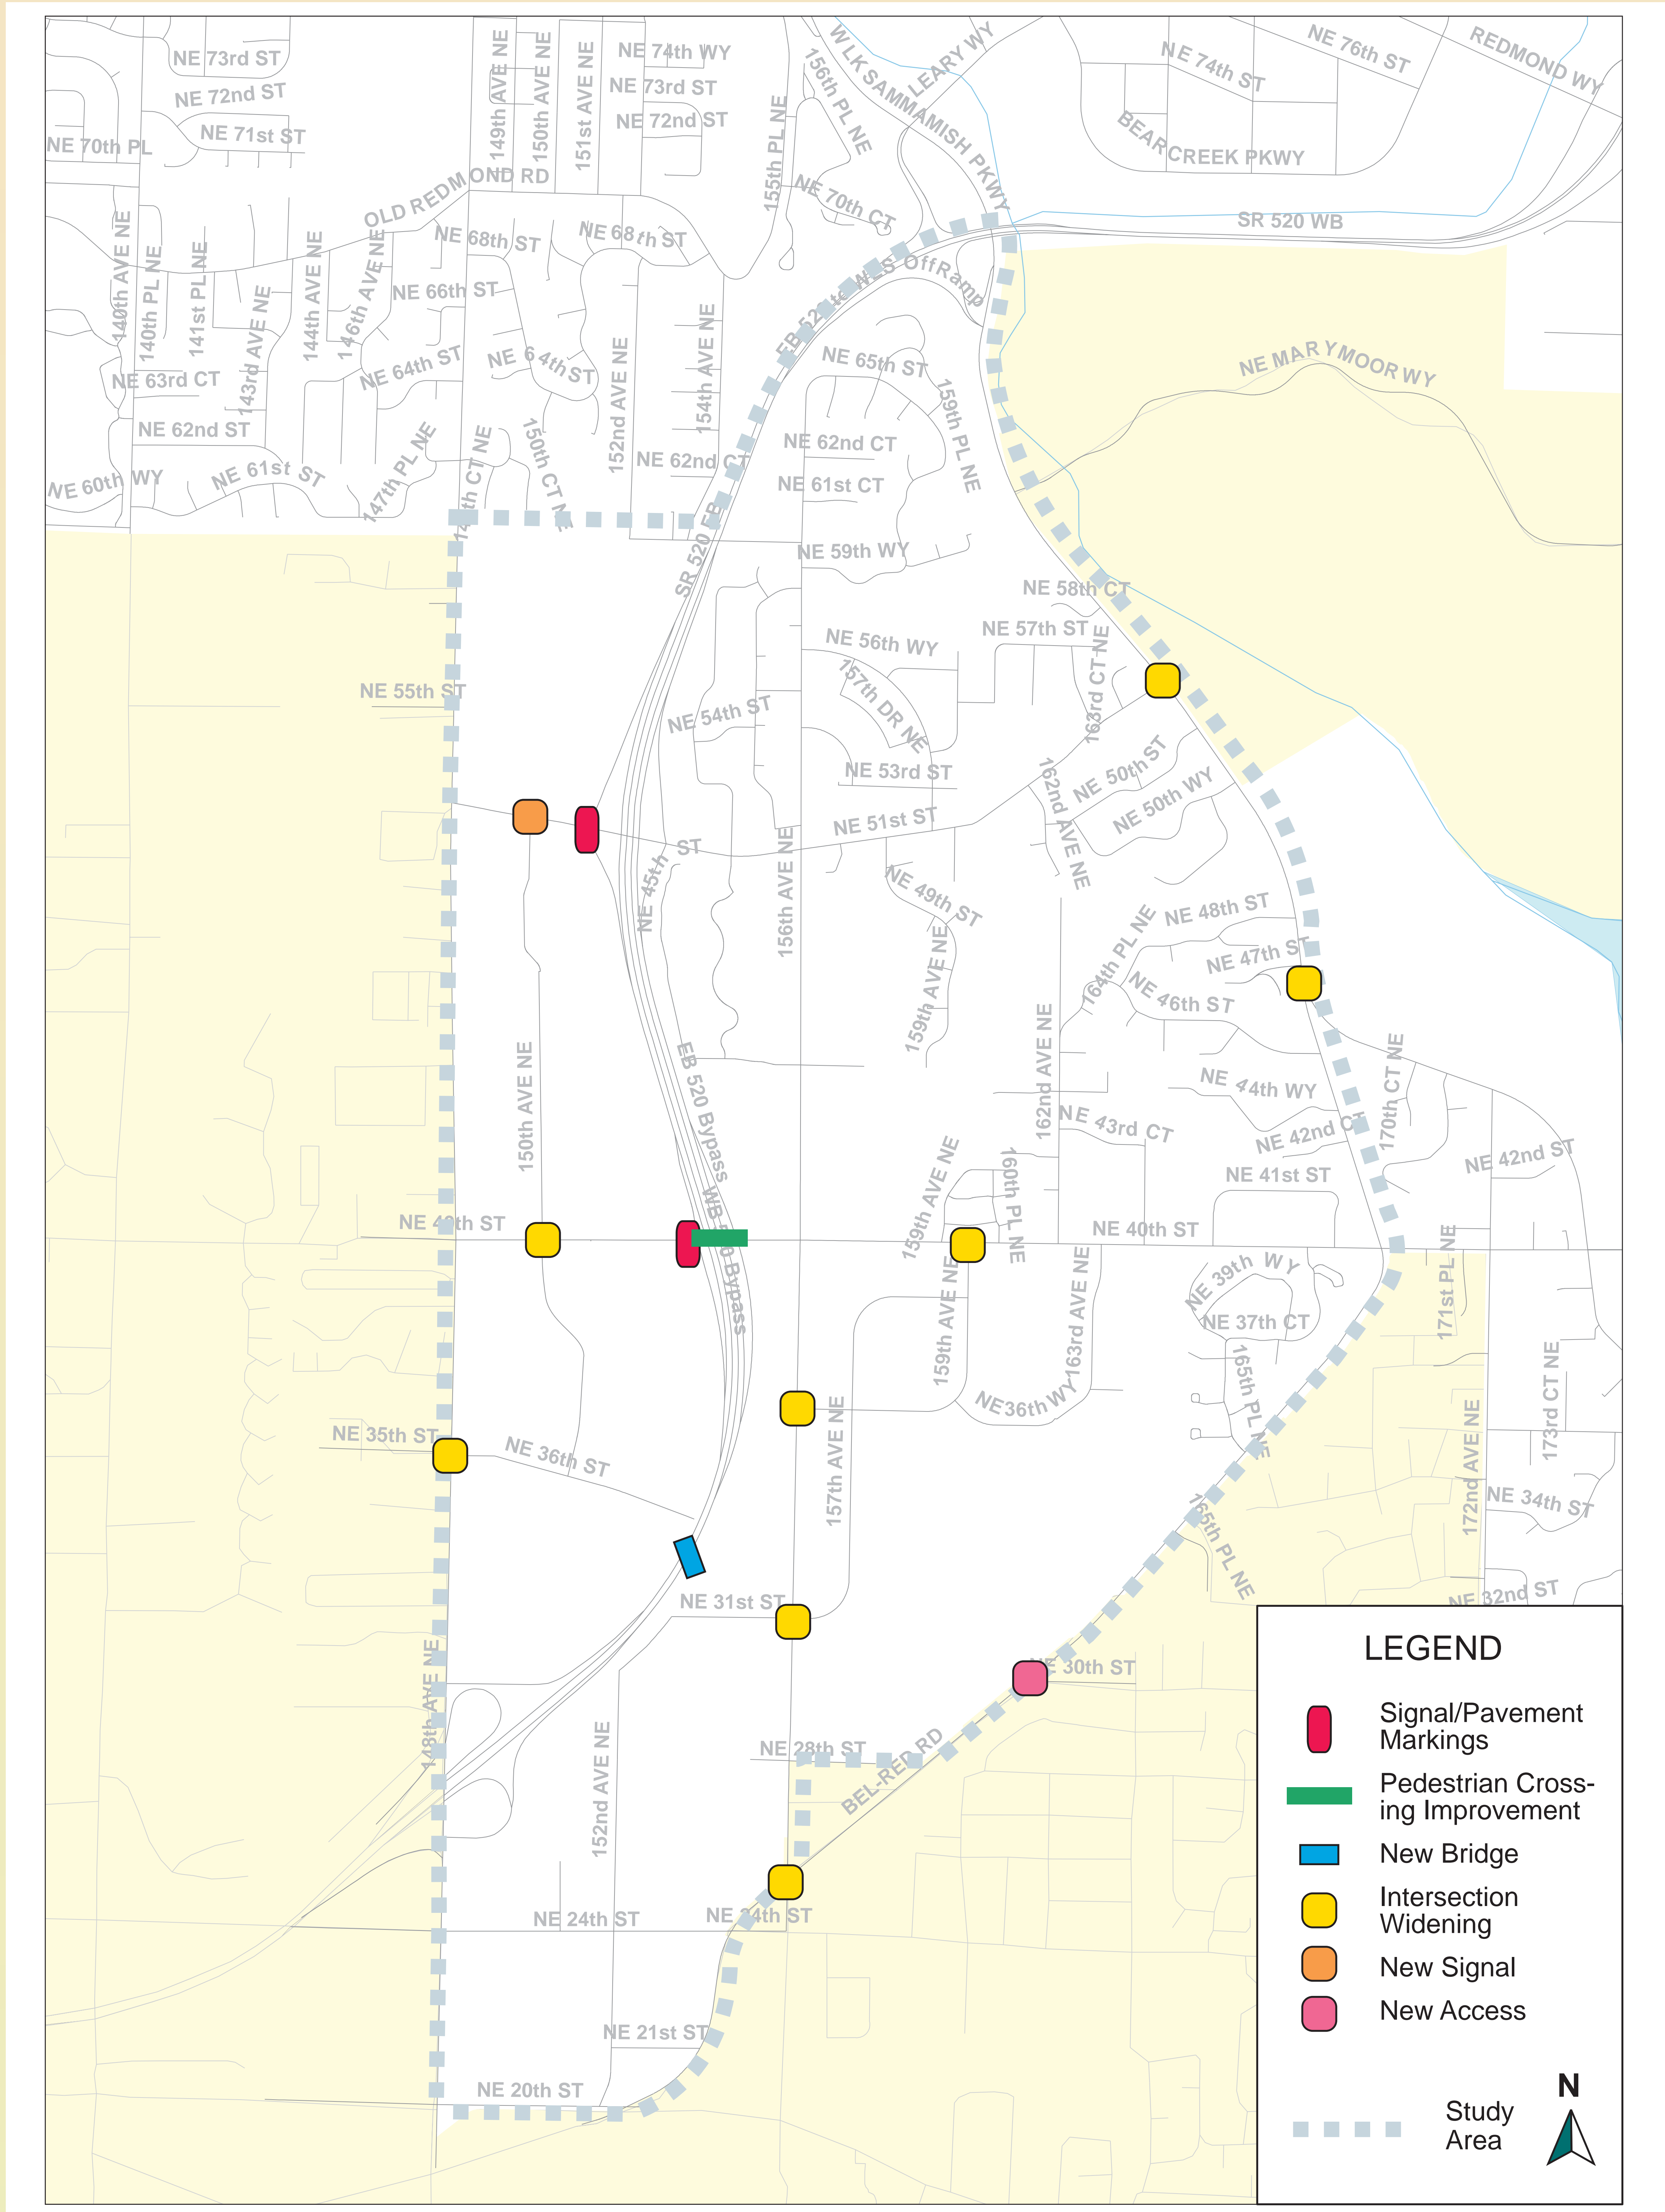 NE 73rd ST
NE 72nd ST
NE 71st ST
NE 70th PL
149th AVE NE
150th AVE NE
151st AVE NE
NE 74th WY
NE 73rd ST
NE 72nd ST
155th PL NE
156th PL NE
W LK SAMMAMISH PKWY
LEARY WY
NE 74th ST
NE 76th ST
REDMOND WY
BEAR CREEK PKWY
OLD REDMOND RD
NE 70th CT
SR 520 WB
140th AVE NE
140th PL NE
141st PL NE
143rd AVE NE
144th AVE NE
146th AVE NE
NE 68th ST
NE 68th ST
NE 66th ST
NE 64th ST
NE 64th ST
NE 63rd CT
NE 62nd ST
NE 61st ST
NE 60th WY
147th PL NE
150th CT NE
152nd AVE NE
154th AVE NE
NE 62nd CT
NE 65th ST
159th PL NE
NE 62nd CT
NE 61st CT
NE MARYMOOR WY
SR 520 EB
NE 59th WY
NE 58th CT
NE 57th ST
NE 56th WY
157th DR NE
163rd CT NE
NE 55th ST
NE 54th ST
NE 53rd ST
NE 51st ST
162nd AVE NE
NE 50th ST
NE 50th WY
NE 45th ST
156th AVE NE
NE 49th ST
159th AVE NE
NE 48th ST
164th PL NE
NE 47th ST
NE 46th ST
162nd AVE NE
NE 44th WY
NE 43rd CT
NE 42nd CT
170th CT NE
NE 42nd ST
NE 41st ST
150th AVE NE
EB 520 Bypass
WB 520 Bypass
NE 40th ST
159th AVE NE
160th PL NE
NE 40th ST
171st PL NE
NE 39th WY
NE 37th CT
159th AVE NE
163rd AVE NE
NE 36th WY
165th PL NE
157th AVE NE
172nd AVE NE
173rd CT NE
NE 35th ST
NE 36th ST
NE 34th ST
165th PL NE
NE 32nd ST
NE 31st ST
NE 30th ST
148th AVE NE
152nd AVE NE
NE 28th ST
BEL-RED RD
NE 24th ST
NE 24th ST
NE 21st ST
NE 20th ST
LEGEND
Signal/Pavement
Markings
Pedestrian Cross-
ing Improvement
New Bridge
Intersection
Widening
New Signal
New Access
N
Study
Area